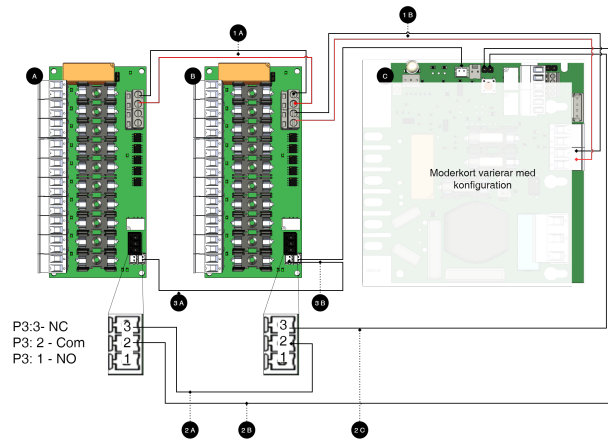 1 A
1 B
A
B
C
Moderkort varierar med
konfiguration
3 A
3 B
P3:3- NC
P3: 2 - Com
P3: 1 - NO
3
2
1
3
2
1
2 A
2 B
2 C